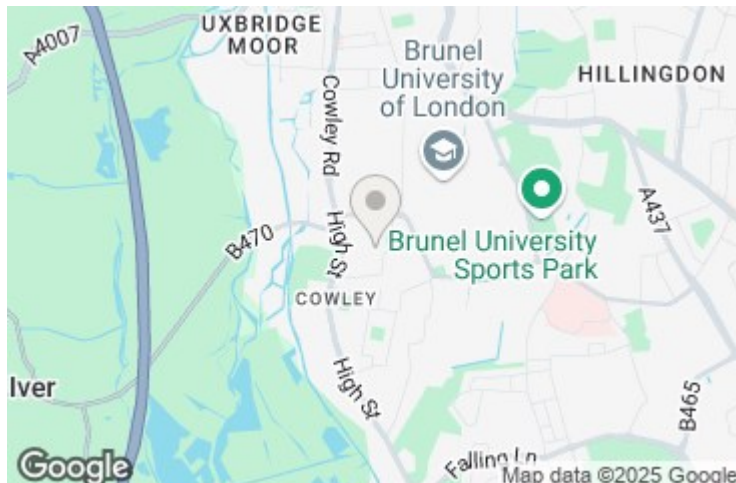 A4007
UXBRIDGE
MOOR
Cowley Rd
Brunel
University
of London
HILLINGDON
A437
B470
High St
Brunel University
Sports Park
COWLEY
Iver
High St
B465
Falling Ln
Google
Map data ©2025 Google